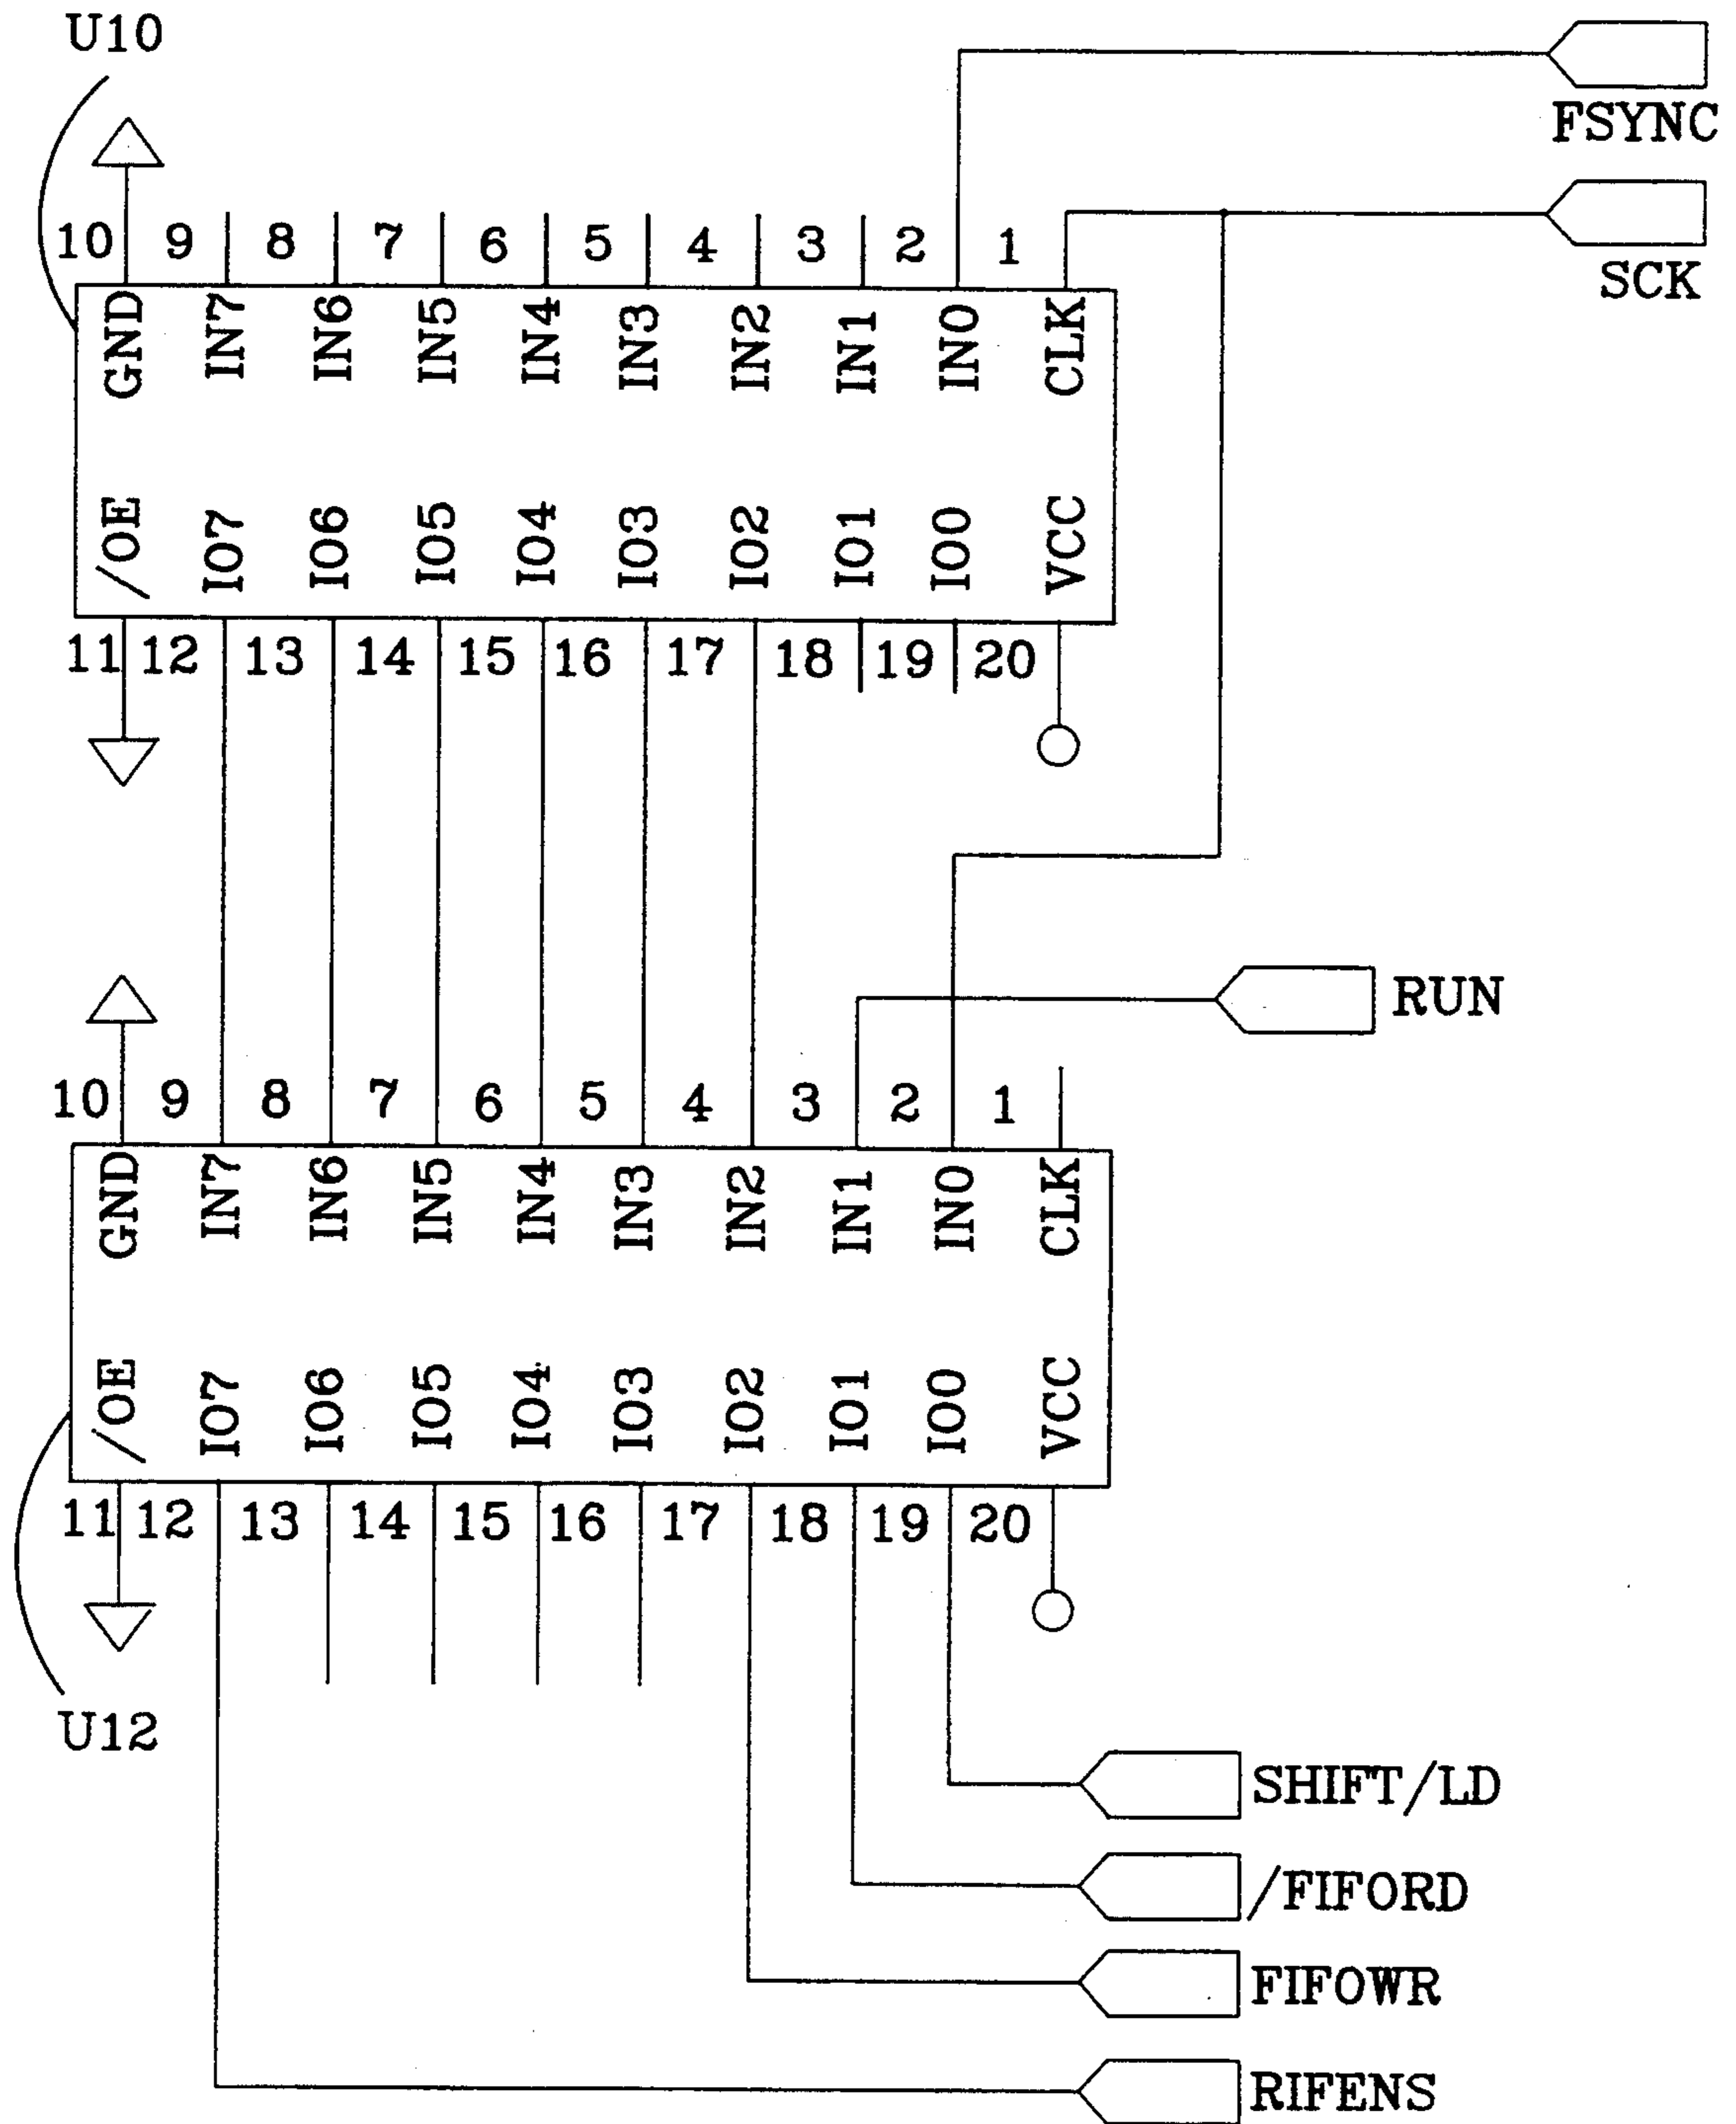 U10
FSYNC
SCK
10 9 8 7 6 5 4 3 2 1
GND IN7 IN6 IN5 IN4 IN3 IN2 IN1 IN0 CLK
/OE IO7 IO6 IO5 IO4 IO3 IO2 IO1 IO0 VCC
11 12 13 14 15 16 17 18 19 20
RUN
10 9 8 7 6 5 4 3 2 1
GND IN7 IN6 IN5 IN4 IN3 IN2 IN1 IN0 CLK
/OE IO7 IO6 IO5 IO4 IO3 IO2 IO1 IO0 VCC
11 12 13 14 15 16 17 18 19 20
U12
SHIFT/LD
/FIFORD
FIFOWR
RIFENS